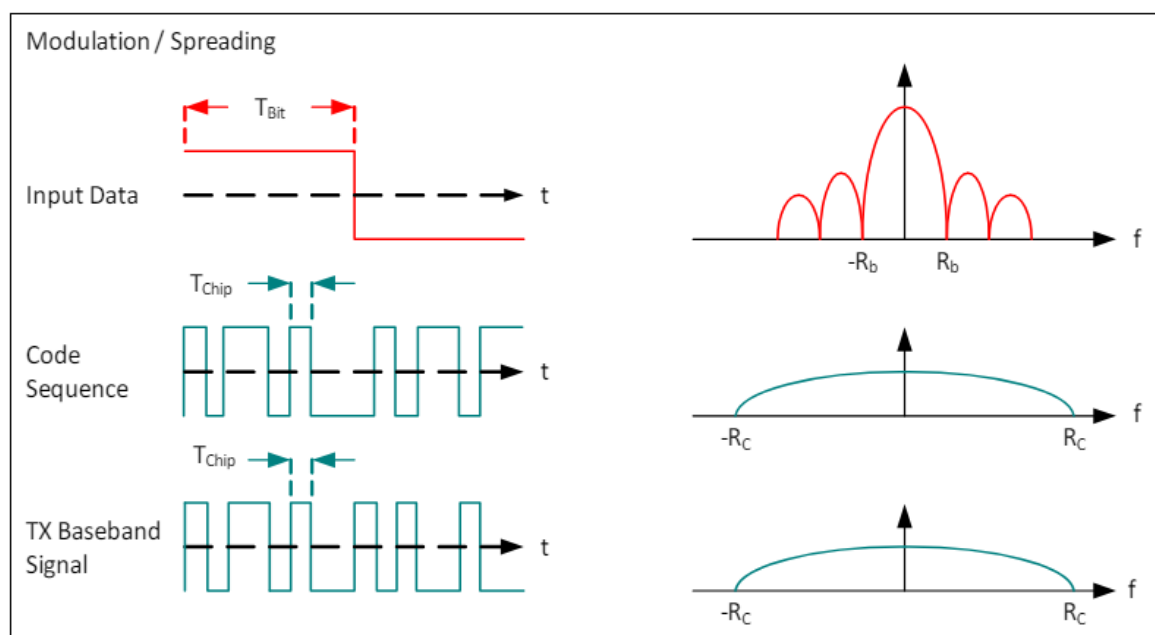 Modulation / Spreading
T_Bit
Input Data
t
-R_b
R_b
f
T_Chip
Code
Sequence
t
-R_C
R_C
f
T_Chip
TX Baseband
Signal
t
-R_C
R_C
f